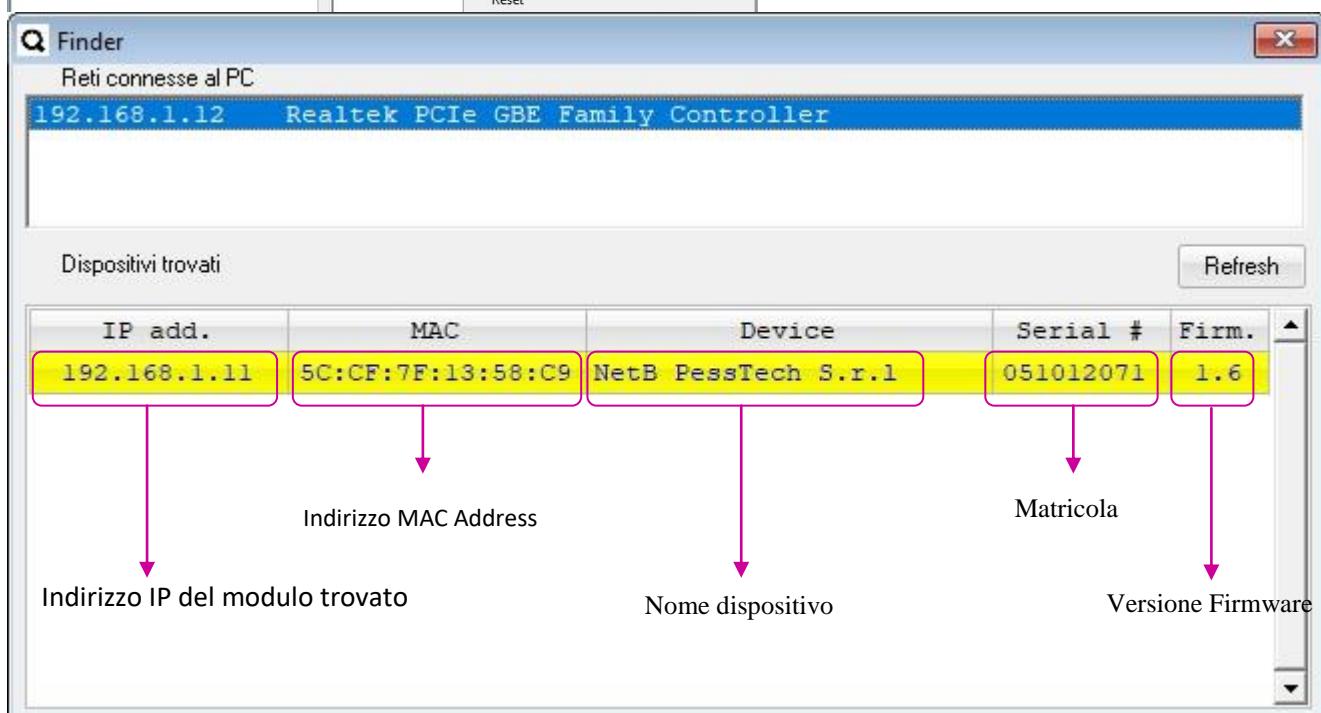 Reset
Finder
Reti connesse al PC
192.168.1.12 Realtek PCIe GBE Family Controller
Dispositivi trovati
Refresh
IP add. MAC Device Serial # Firm.
192.168.1.11 5C:CF:7F:13:58:C9 NetB PessTech S.r.l 051012071 1.6
Indirizzo MAC Address
Matricola
Indirizzo IP del modulo trovato
Nome dispositivo
Versione Firmware